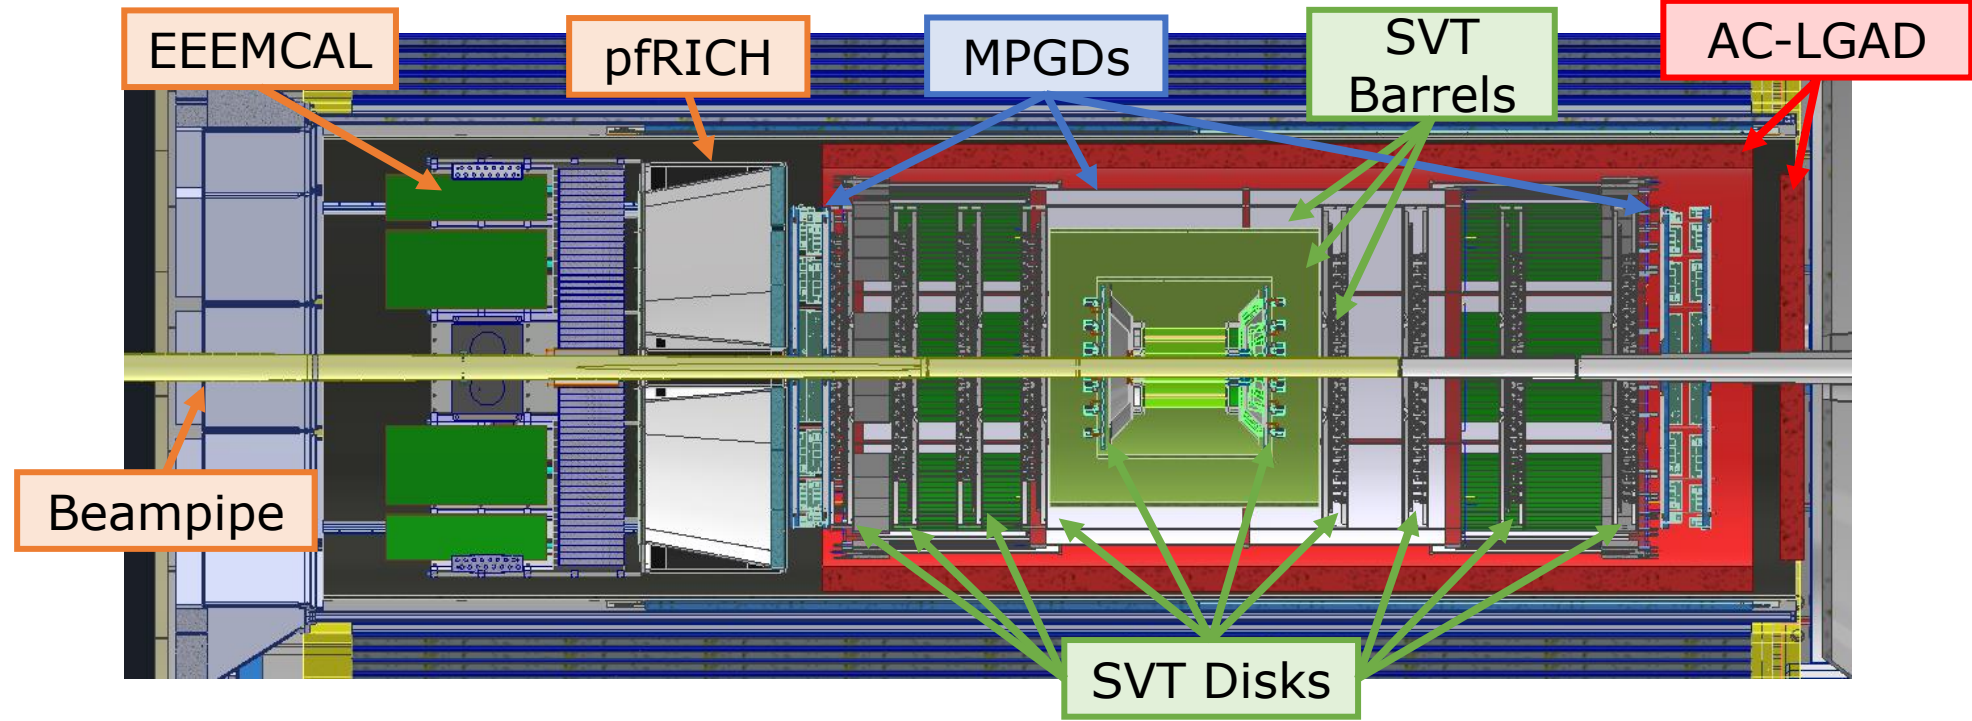 EEEMCAL
pfRICH
MPGDs
SVT
Barrels
AC-LGAD
Beampipe
SVT Disks